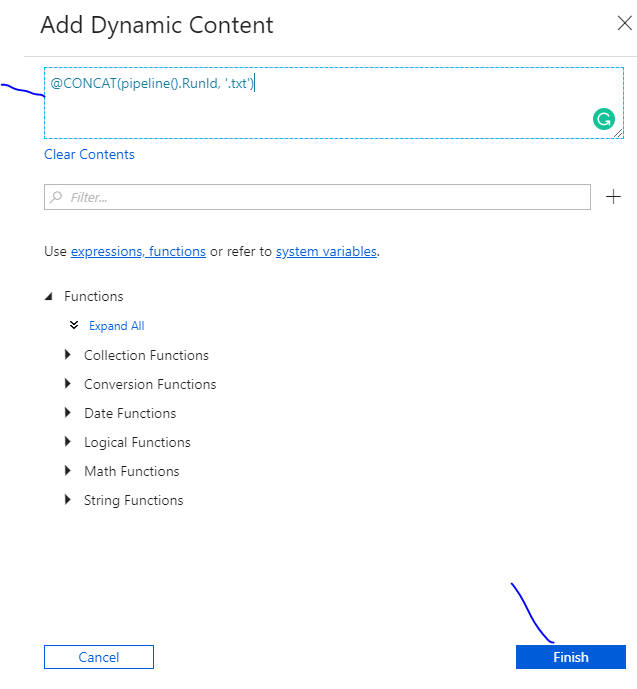 Add Dynamic Content
@CONCAT(pipeline().RunId, '.txt')
Clear Contents
Filter...
Use expressions, functions or refer to system variables.
Functions
Expand All
Collection Functions
Conversion Functions
Date Functions
Logical Functions
Math Functions
String Functions
Cancel
Finish